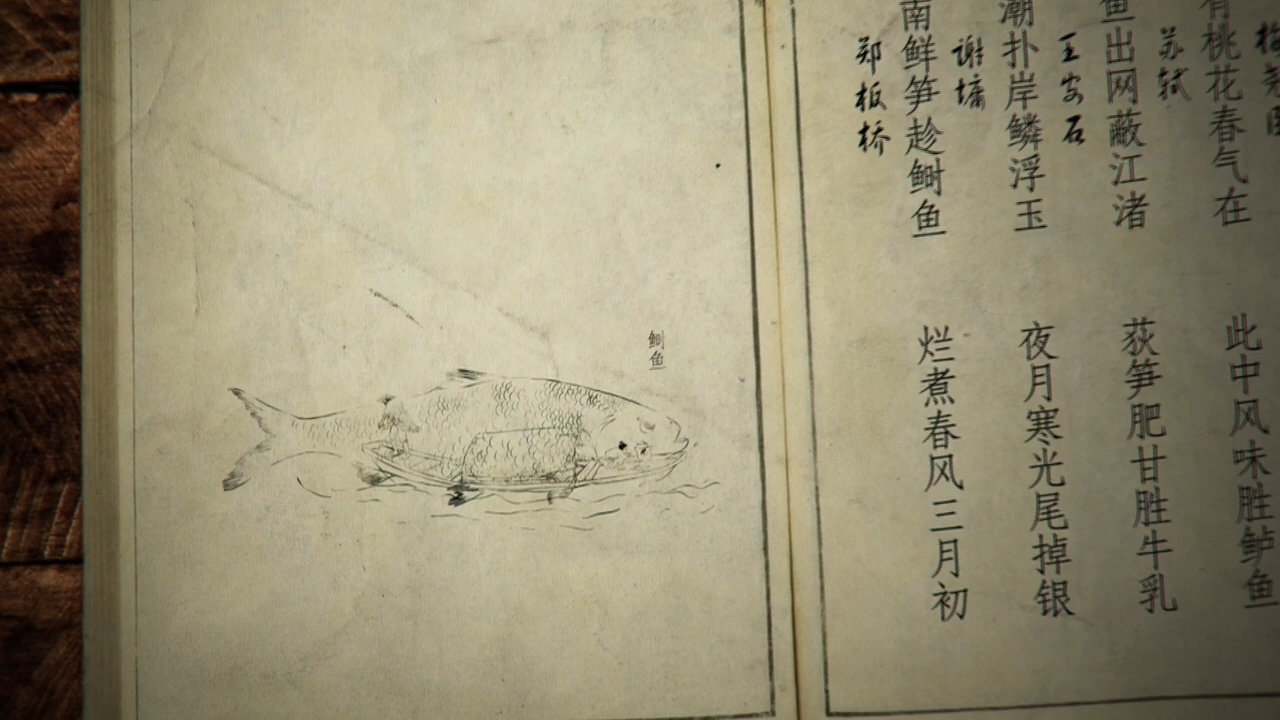 有桃花春气在 此中风味胜鲈鱼
苏轼
鱼出网蔽江渚 荻笋肥甘胜牛乳
王安石
潮扑岸鳞浮玉 夜月寒光尾掉银
谢墉
南鲜笋趁鲥鱼 烂煮春风三月初
郑板桥
鲥鱼